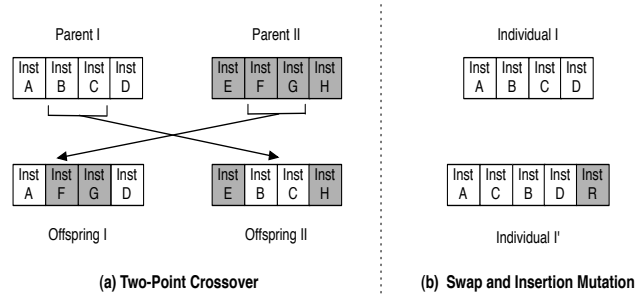 Parent I
Parent II
Inst Inst Inst Inst
A B C D
Inst Inst Inst Inst
E F G H
Inst Inst Inst Inst
A F G D
Inst Inst Inst Inst
E B C H
Offspring I
Offspring II
(a) Two-Point Crossover
Individual I
Inst Inst Inst Inst
A B C D
Inst Inst Inst Inst Inst
A C B D R
Individual I'
(b) Swap and Insertion Mutation